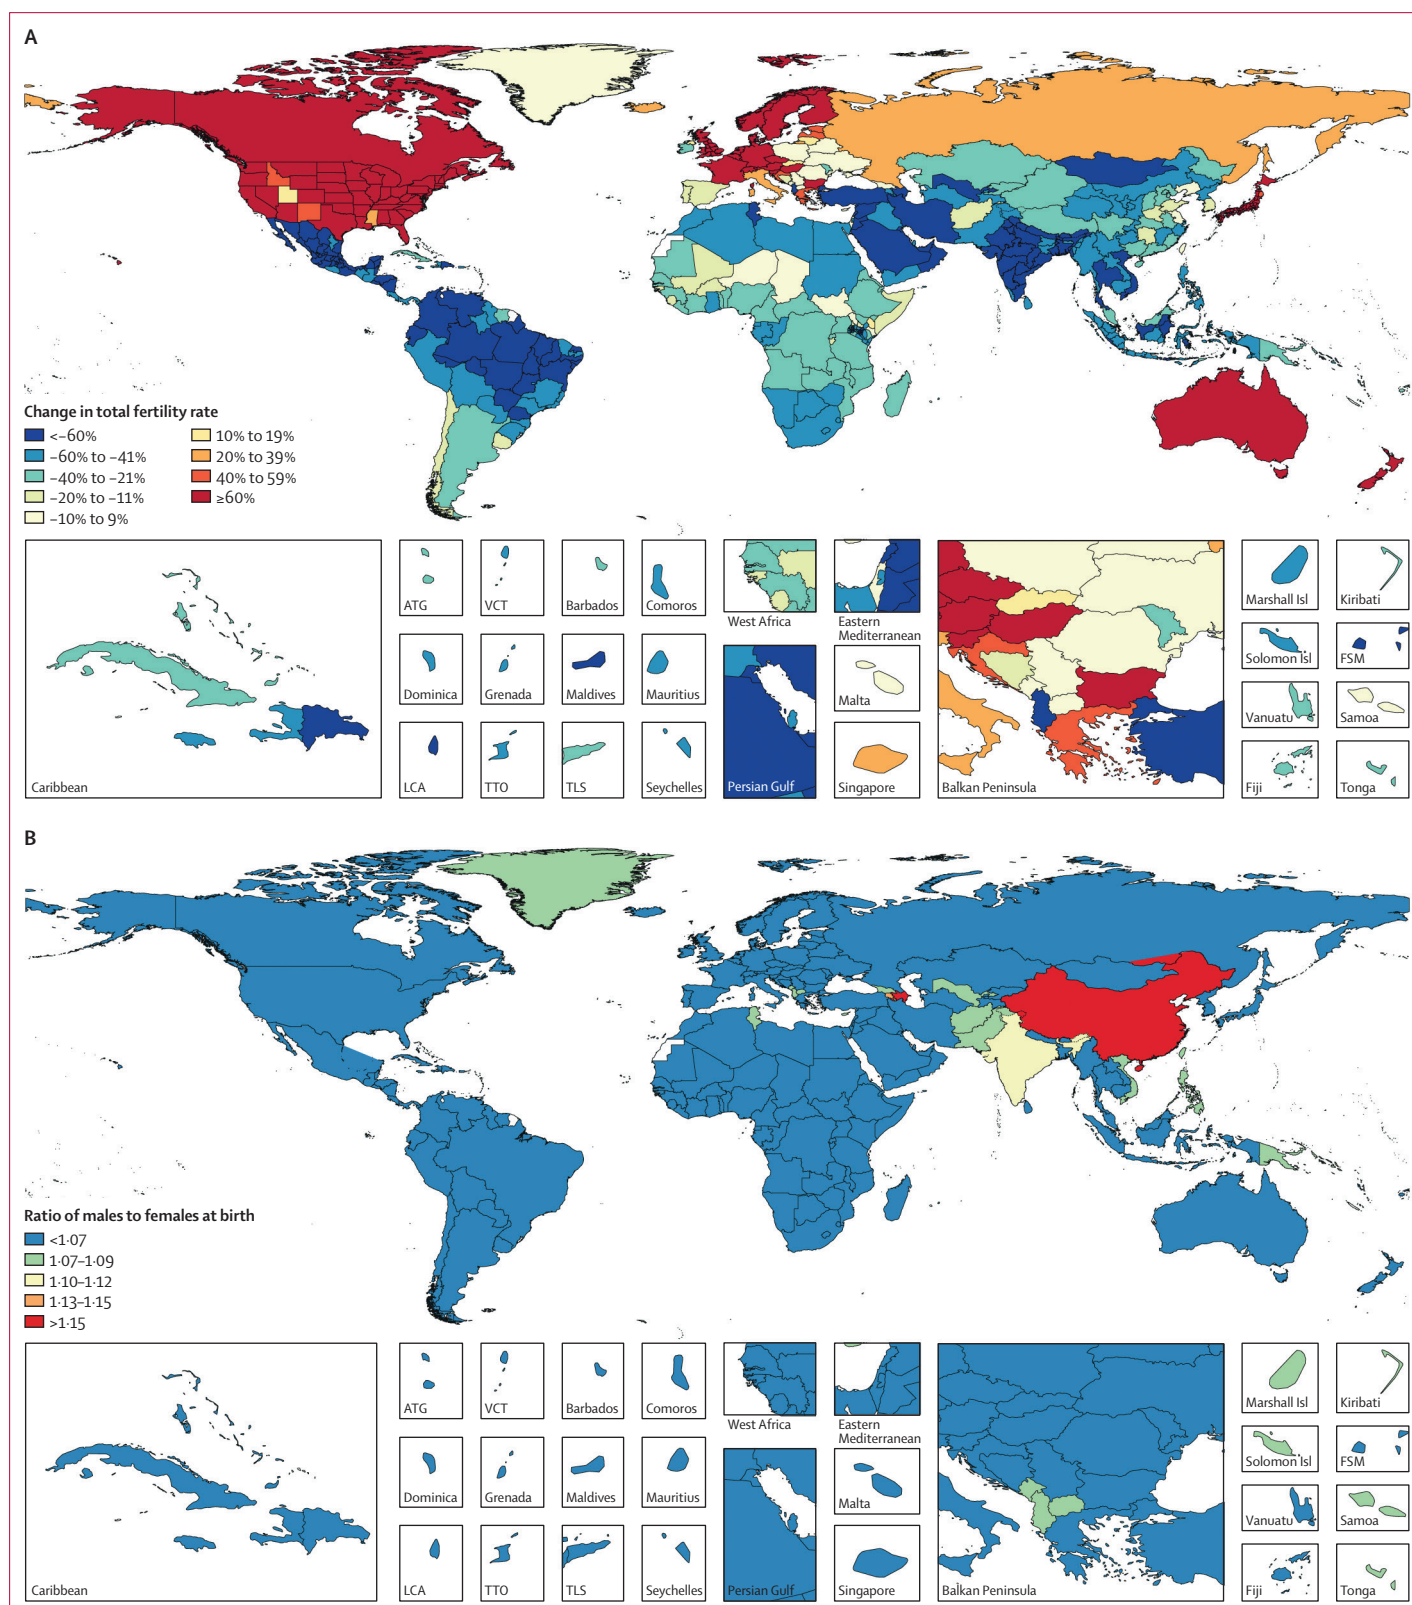 A
Change in total fertility rate
<–60%
–60% to –41%
–40% to –21%
–20% to –11%
–10% to 9%
10% to 19%
20% to 39%
40% to 59%
≥60%
Caribbean
ATG
VCT
Barbados
Comoros
Dominica
Grenada
Maldives
Mauritius
LCA
TTO
TLS
Seychelles
West Africa
Eastern
Mediterranean
Persian Gulf
Malta
Singapore
Balkan Peninsula
Marshall Isl
Kiribati
Solomon Isl
FSM
Vanuatu
Samoa
Fiji
Tonga
B
Ratio of males to females at birth
<1·07
1·07–1·09
1·10–1·12
1·13–1·15
>1·15
Caribbean
ATG
VCT
Barbados
Comoros
Dominica
Grenada
Maldives
Mauritius
LCA
TTO
TLS
Seychelles
West Africa
Eastern
Mediterranean
Persian Gulf
Malta
Singapore
Balkan Peninsula
Marshall Isl
Kiribati
Solomon Isl
FSM
Vanuatu
Samoa
Fiji
Tonga